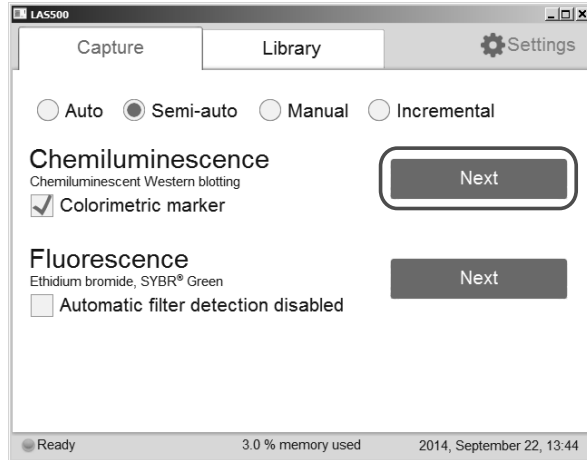 LAS500
Capture Library Settings
Auto Semi-auto Manual Incremental
Chemiluminescence
Chemiluminescent Western blotting
Colorimetric marker
Next
Fluorescence
Ethidium bromide, SYBR® Green
Automatic filter detection disabled
Next
Ready 3.0 % memory used 2014, September 22, 13:44